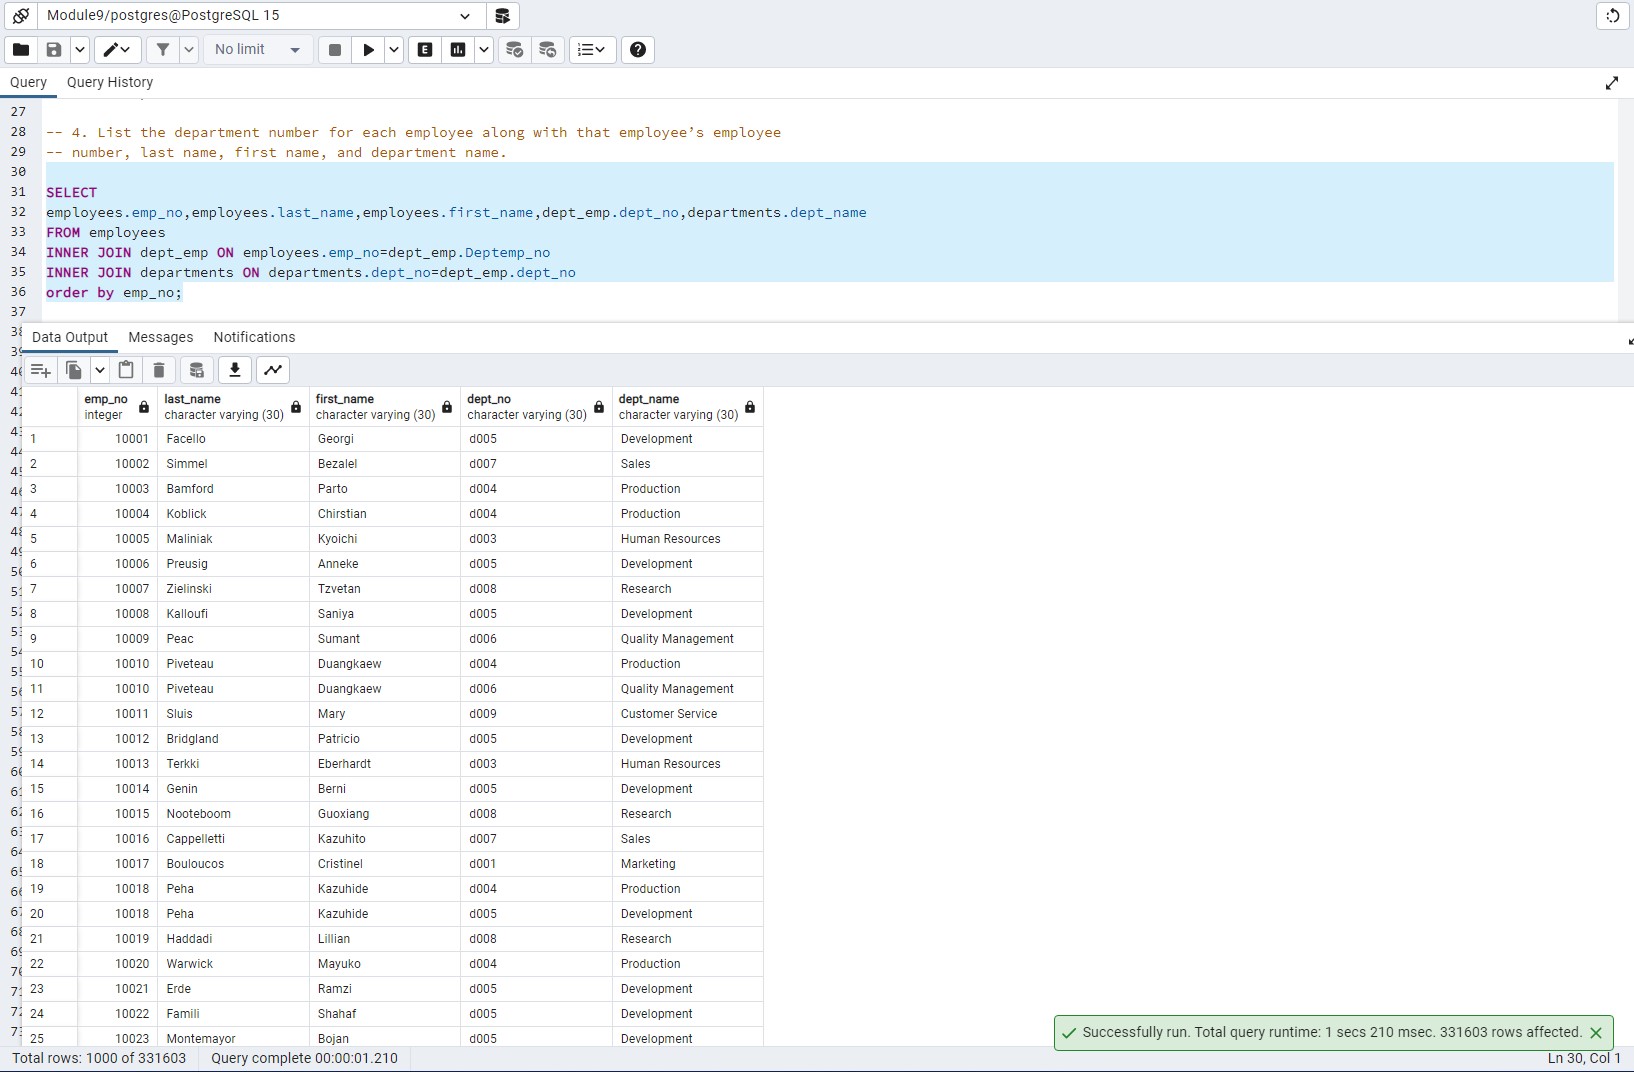 Module9/postgres@PostgreSQL 15
No limit
E
Query Query History
27
28 -- 4. List the department number for each employee along with that employee’s employee
29 -- number, last name, first name, and department name.
30
31 SELECT
32 employees.emp_no,employees.last_name,employees.first_name,dept_emp.dept_no,departments.dept_name
33 FROM employees
34 INNER JOIN dept_emp ON employees.emp_no=dept_emp.Deptemp_no
35 INNER JOIN departments ON departments.dept_no=dept_emp.dept_no
36 order by emp_no;
37
Data Output Messages Notifications
emp_no last_name first_name dept_no dept_name
integer character varying (30) character varying (30) character varying (30) character varying (30)
1 10001 Facello Georgi d005 Development
2 10002 Simmel Bezalel d007 Sales
3 10003 Bamford Parto d004 Production
4 10004 Koblick Chirstian d004 Production
5 10005 Maliniak Kyoichi d003 Human Resources
6 10006 Preusig Anneke d005 Development
7 10007 Zielinski Tzvetan d008 Research
8 10008 Kalloufi Saniya d005 Development
9 10009 Peac Sumant d006 Quality Management
10 10010 Piveteau Duangkaew d004 Production
11 10010 Piveteau Duangkaew d006 Quality Management
12 10011 Sluis Mary d009 Customer Service
13 10012 Bridgland Patricio d005 Development
14 10013 Terkki Eberhardt d003 Human Resources
15 10014 Genin Berni d005 Development
16 10015 Nooteboom Guoxiang d008 Research
17 10016 Cappelletti Kazuhito d007 Sales
18 10017 Bouloucos Cristinel d001 Marketing
19 10018 Peha Kazuhide d004 Production
20 10018 Peha Kazuhide d005 Development
21 10019 Haddadi Lillian d008 Research
22 10020 Warwick Mayuko d004 Production
23 10021 Erde Ramzi d005 Development
24 10022 Famili Shahaf d005 Development
25 10023 Montemayor Bojan d005 Development
Successfully run. Total query runtime: 1 secs 210 msec. 331603 rows affected.
Total rows: 1000 of 331603 Query complete 00:00:01.210 Ln 30, Col 1